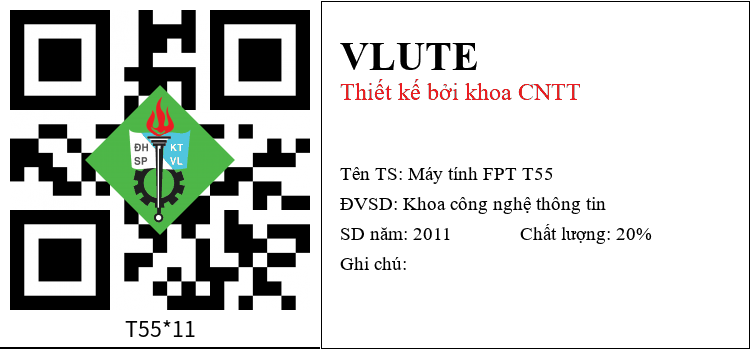 ĐH KT
SP VL
T55*11
VLUTE
Thiết kế bởi khoa CNTT
Tên TS: Máy tính FPT T55
ĐVSD: Khoa công nghệ thông tin
SD năm: 2011 Chất lượng: 20%
Ghi chú: